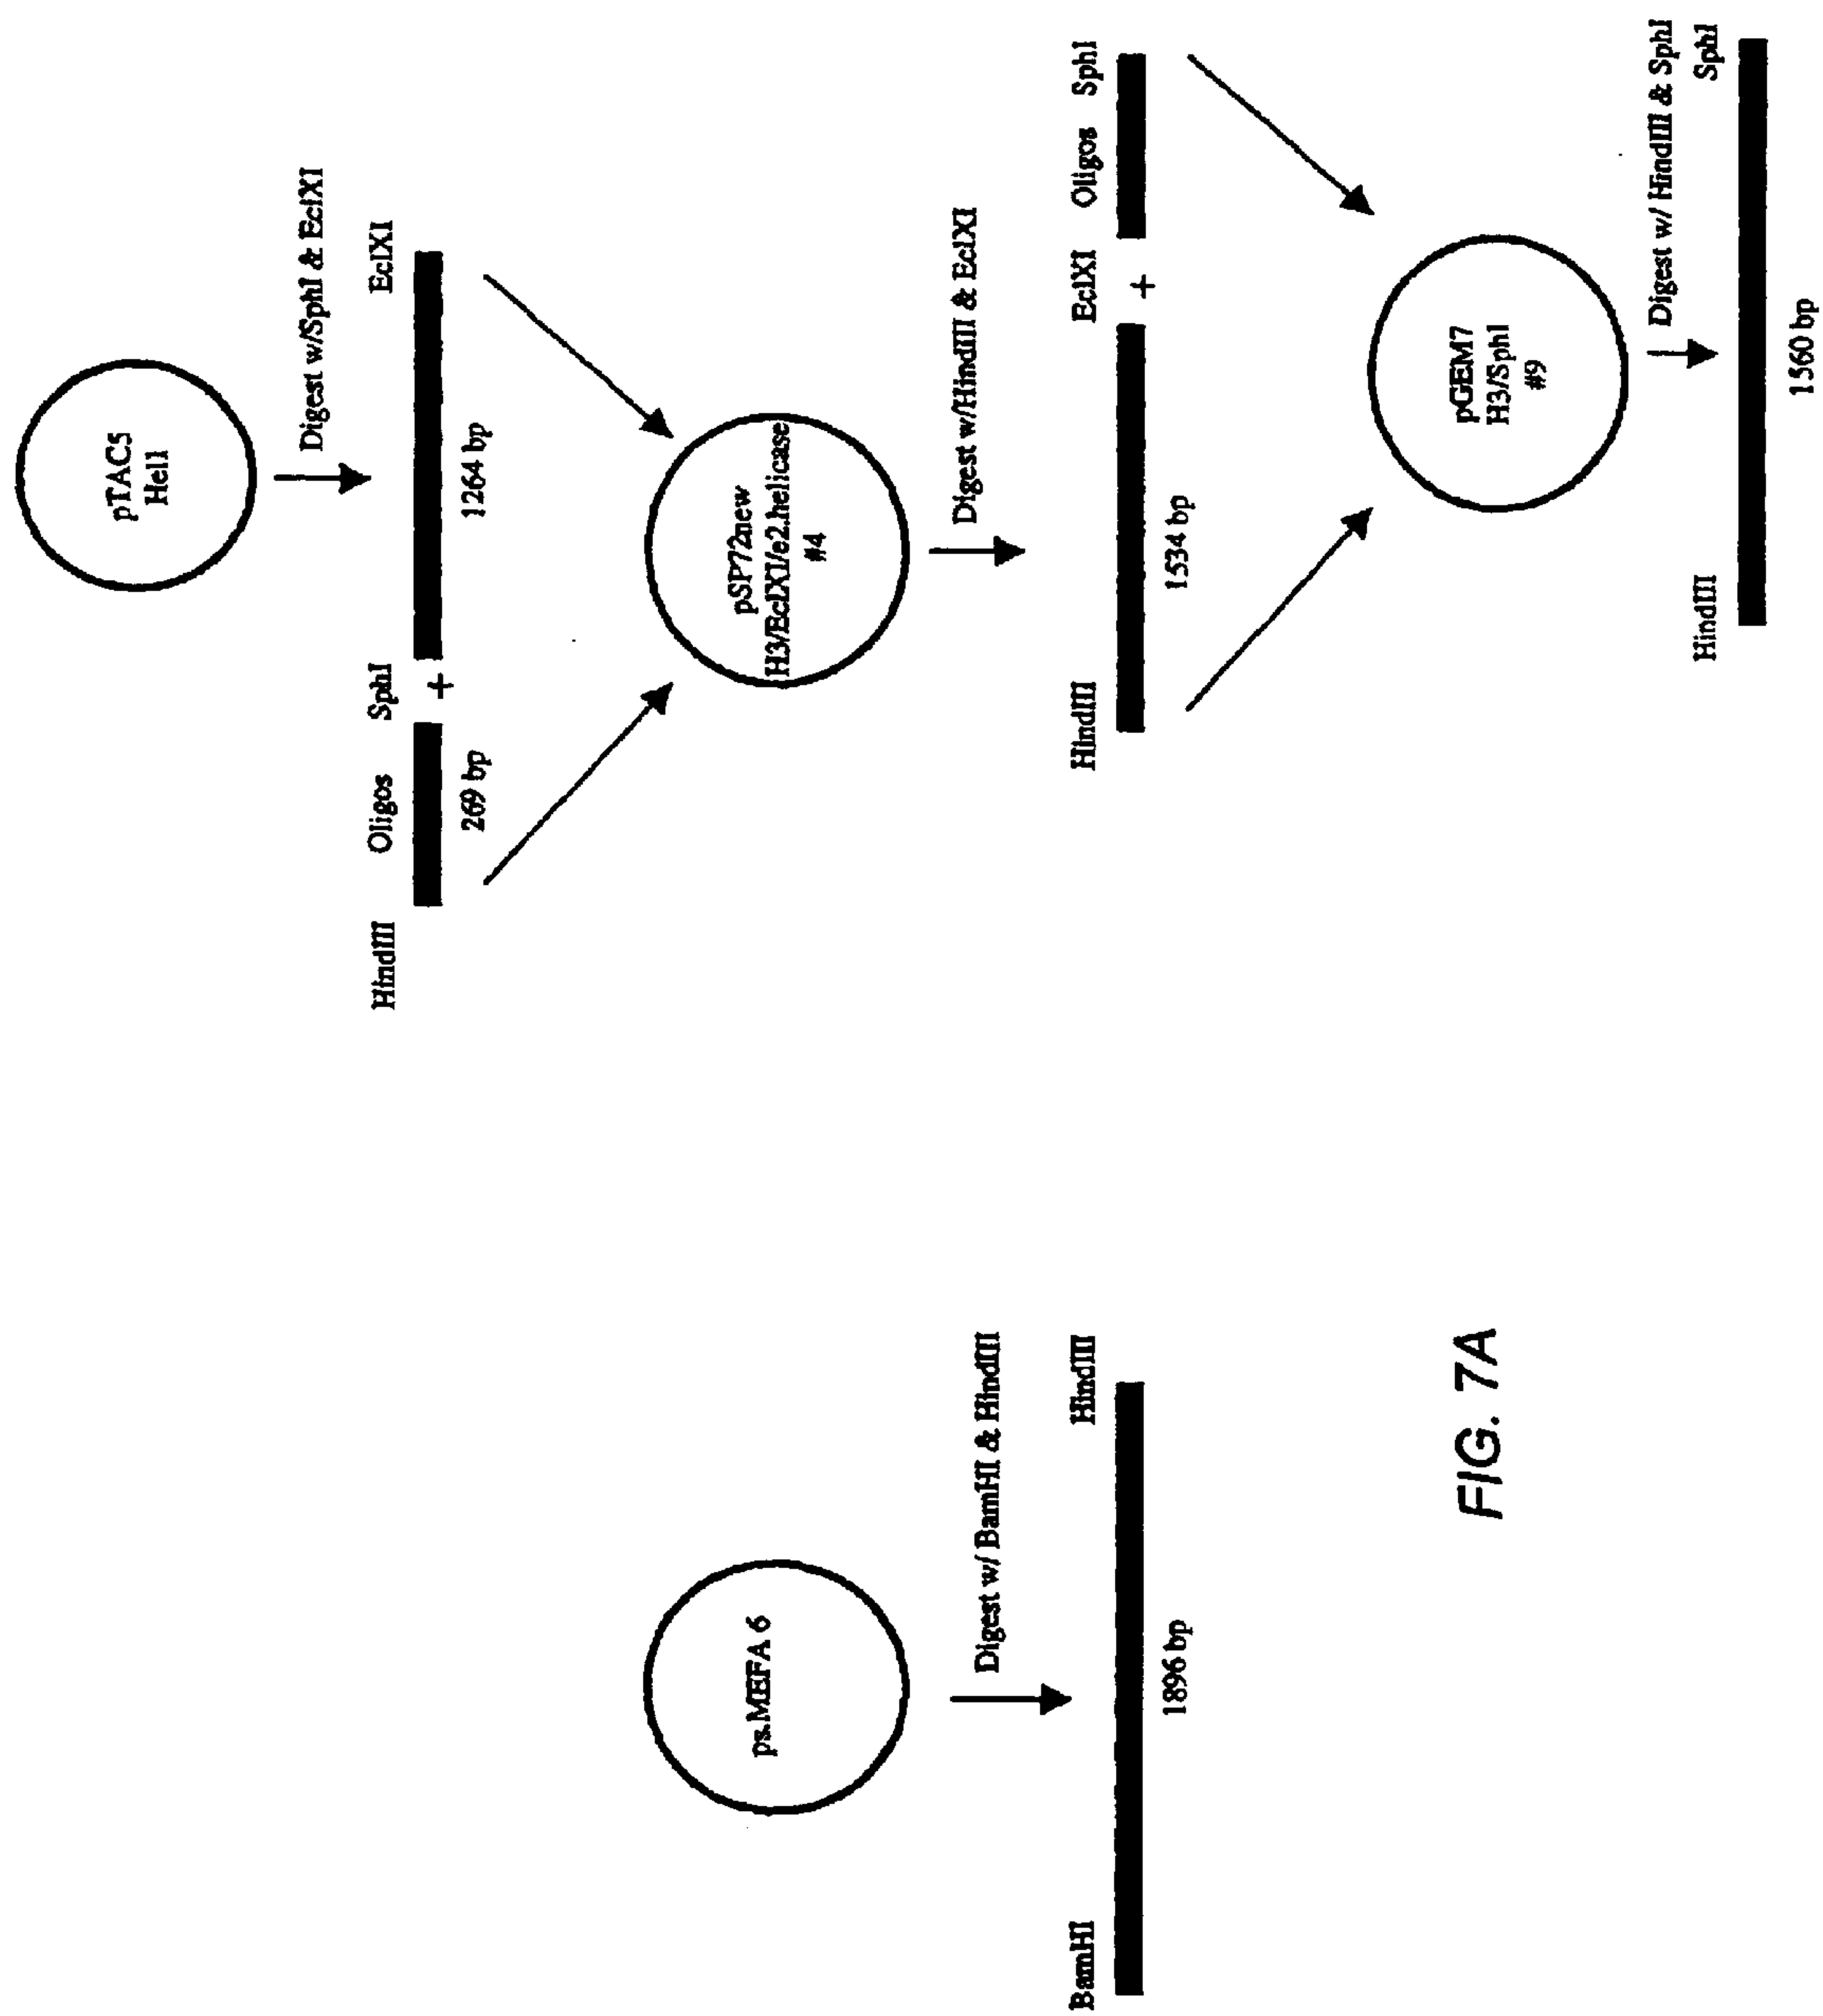 pTAC5
Hel1
Digest w/SphI & EclXI
HindIII Oligos SphI EclXI
+
269 bp 1264 bp
pSP72new
H3/EclXI/e2.helicase
#4
Digest w/HindIII & EclXI
HindIII EclXI Oligos SphI
+
1534 bp
pGEM7
H3/SphI
#9
Digest w/ HindIII & SphI
HindIII SphI
1560 bp
ps.MEFA 6
Digest w/ BamHI & HindIII
BamHI HindIII
1896 bp
FIG. 7A